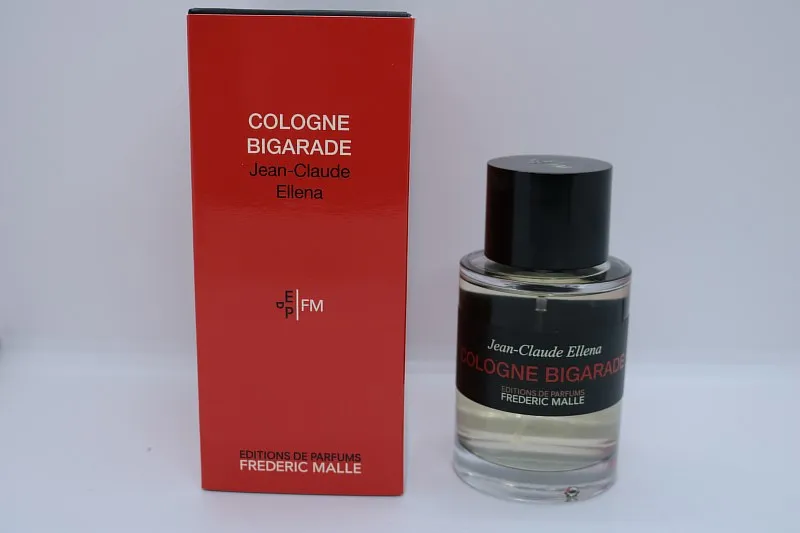 COLOGNE
BIGARADE
Jean-Claude
Ellena
EP
d
FM
EDITIONS DE PARFUMS
FREDERIC MALLE
Jean-Claude Ellena
COLOGNE BIGARADE
EDITIONS DE PARFUMS
FREDERIC MALLE